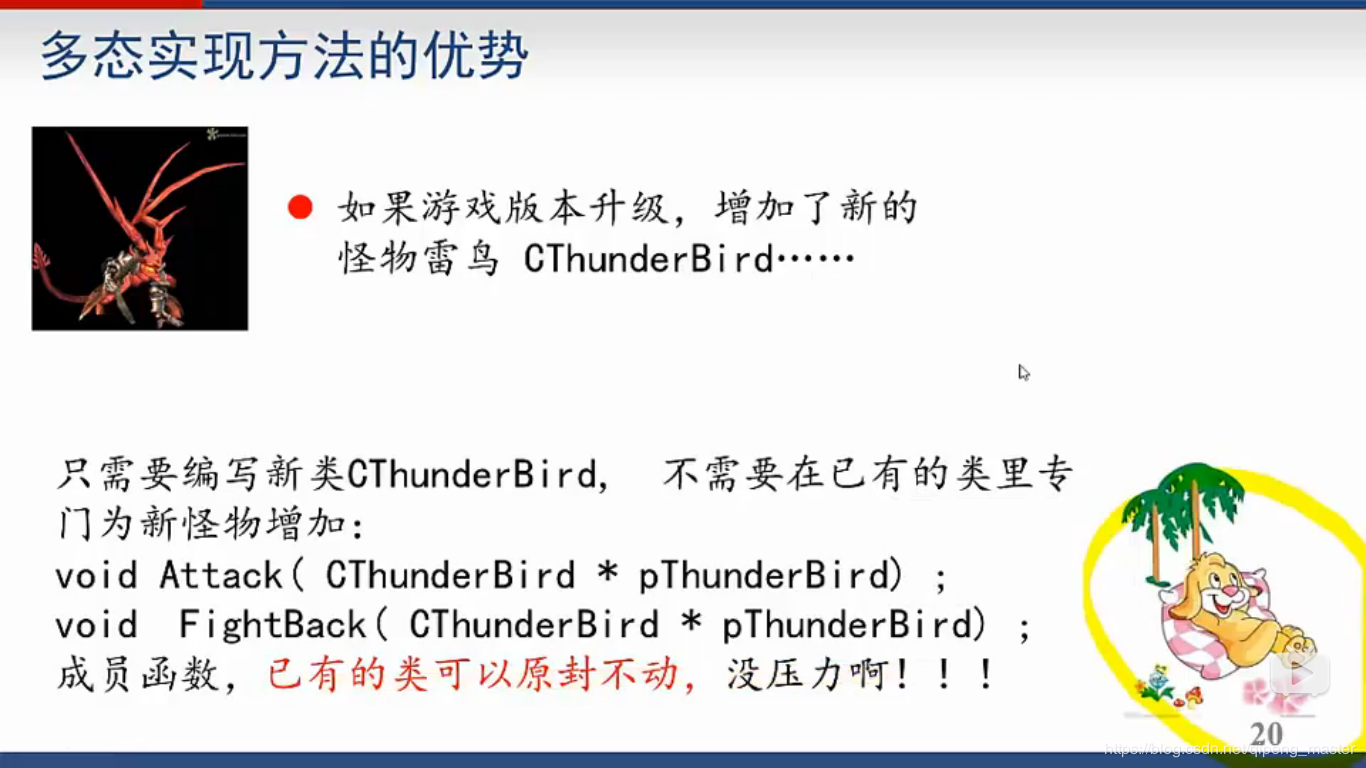 多态实现方法的优势
如果游戏版本升级，增加了新的
怪物雷鸟 CThunderBird……
只需要编写新类CThunderBird, 不需要在已有的类里专
门为新怪物增加：
void Attack( CThunderBird * pThunderBird) ;
void FightBack( CThunderBird * pThunderBird) ;
成员函数，已有的类可以原封不动，没压力啊！！！
20
https://blog.csdn.net/qipeng_master